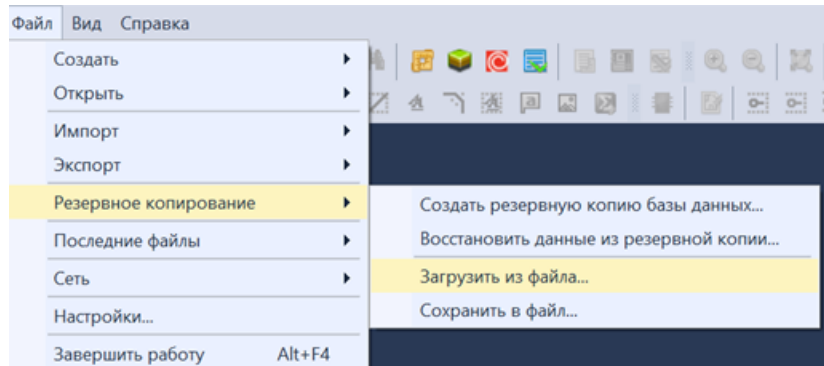 Файл Вид Справка
Создать
Открыть
Импорт
Экспорт
Резервное копирование
Создать резервную копию базы данных...
Последние файлы
Восстановить данные из резервной копии...
Сеть
Загрузить из файла...
Настройки...
Сохранить в файл...
Завершить работу Alt+F4